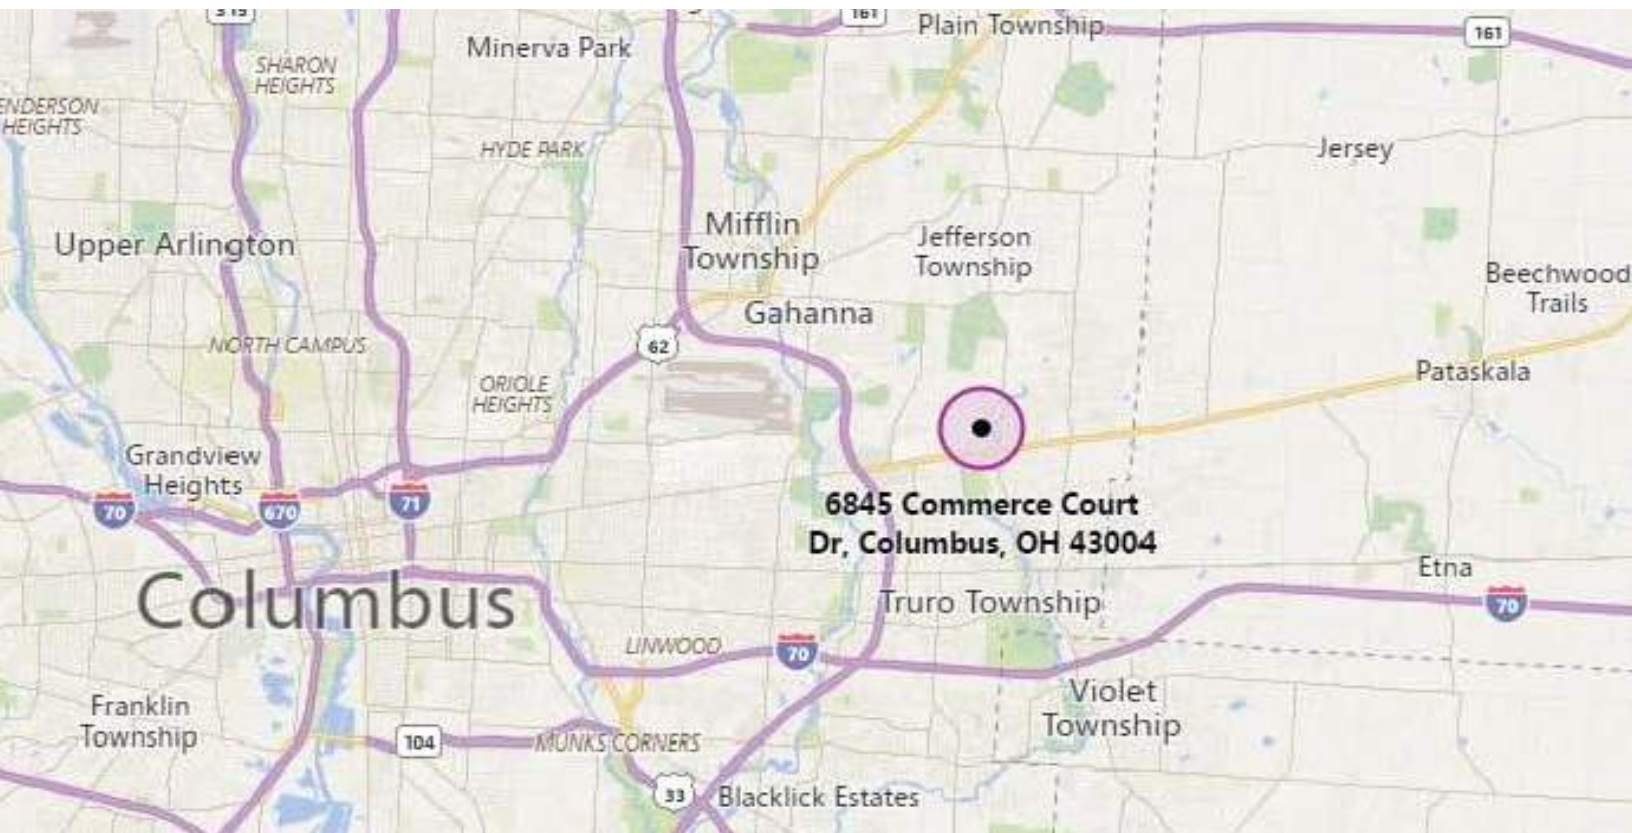 315
161
Plain Township
161
Minerva Park
SHARON
HEIGHTS
HEIGHTS
HYDE PARK
Jersey
Upper Arlington
Mifflin
Township
Jefferson
Township
Beechwood
Trails
Gahanna
NORTH CAMPUS
62
Pataskala
ORIOLE
HEIGHTS
Grandview
Heights
70
670
71
6845 Commerce Court
Dr, Columbus, OH 43004
Etna
70
Columbus
Truro Township
LINWOOD
70
Franklin
Township
Violet
Township
104
MUNKS CORNERS
33
Blacklick Estates